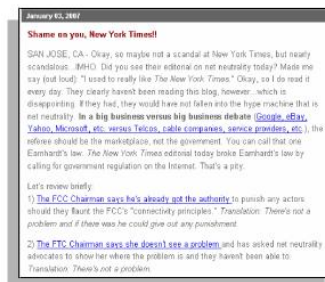 January 03, 2007
Shame on you, New York Times!!
SAN JOSE, CA - Okay, so maybe not a scandal at New York Times, but nearly
scandalous...IMHO. Did you see their editorial on net neutrality today? Made me
say (out loud): "I used to really like The New York Times." Okay, so I do read it
every day. They clearly haven't been reading this blog, however...which is
disappointing. If they had, they would have not fallen into the hype machine that is
net neutrality. In a big business versus big business debate (Google, eBay,
Yahoo, Microsoft, etc. versus Telcos, cable companies, service providers, etc.), the
referee should be the marketplace, not the government. You can call that one
Earnhardt's law. The New York Times editorial today broke Earnhardt's law by
calling for government regulation on the Internet. That's a pity.
Let's review briefly:
1) The FCC Chairman says he's already got the authority to punish any actors
should they flaunt the FCC's "connectivity principles." Translation: There's not a
problem and if there was he could give out any punishment.
2) The FTC Chairman says she doesn't see a problem and has asked net neutrality
advocates to show her where the problem is and they haven't been able to.
Translation: There's not a problem.